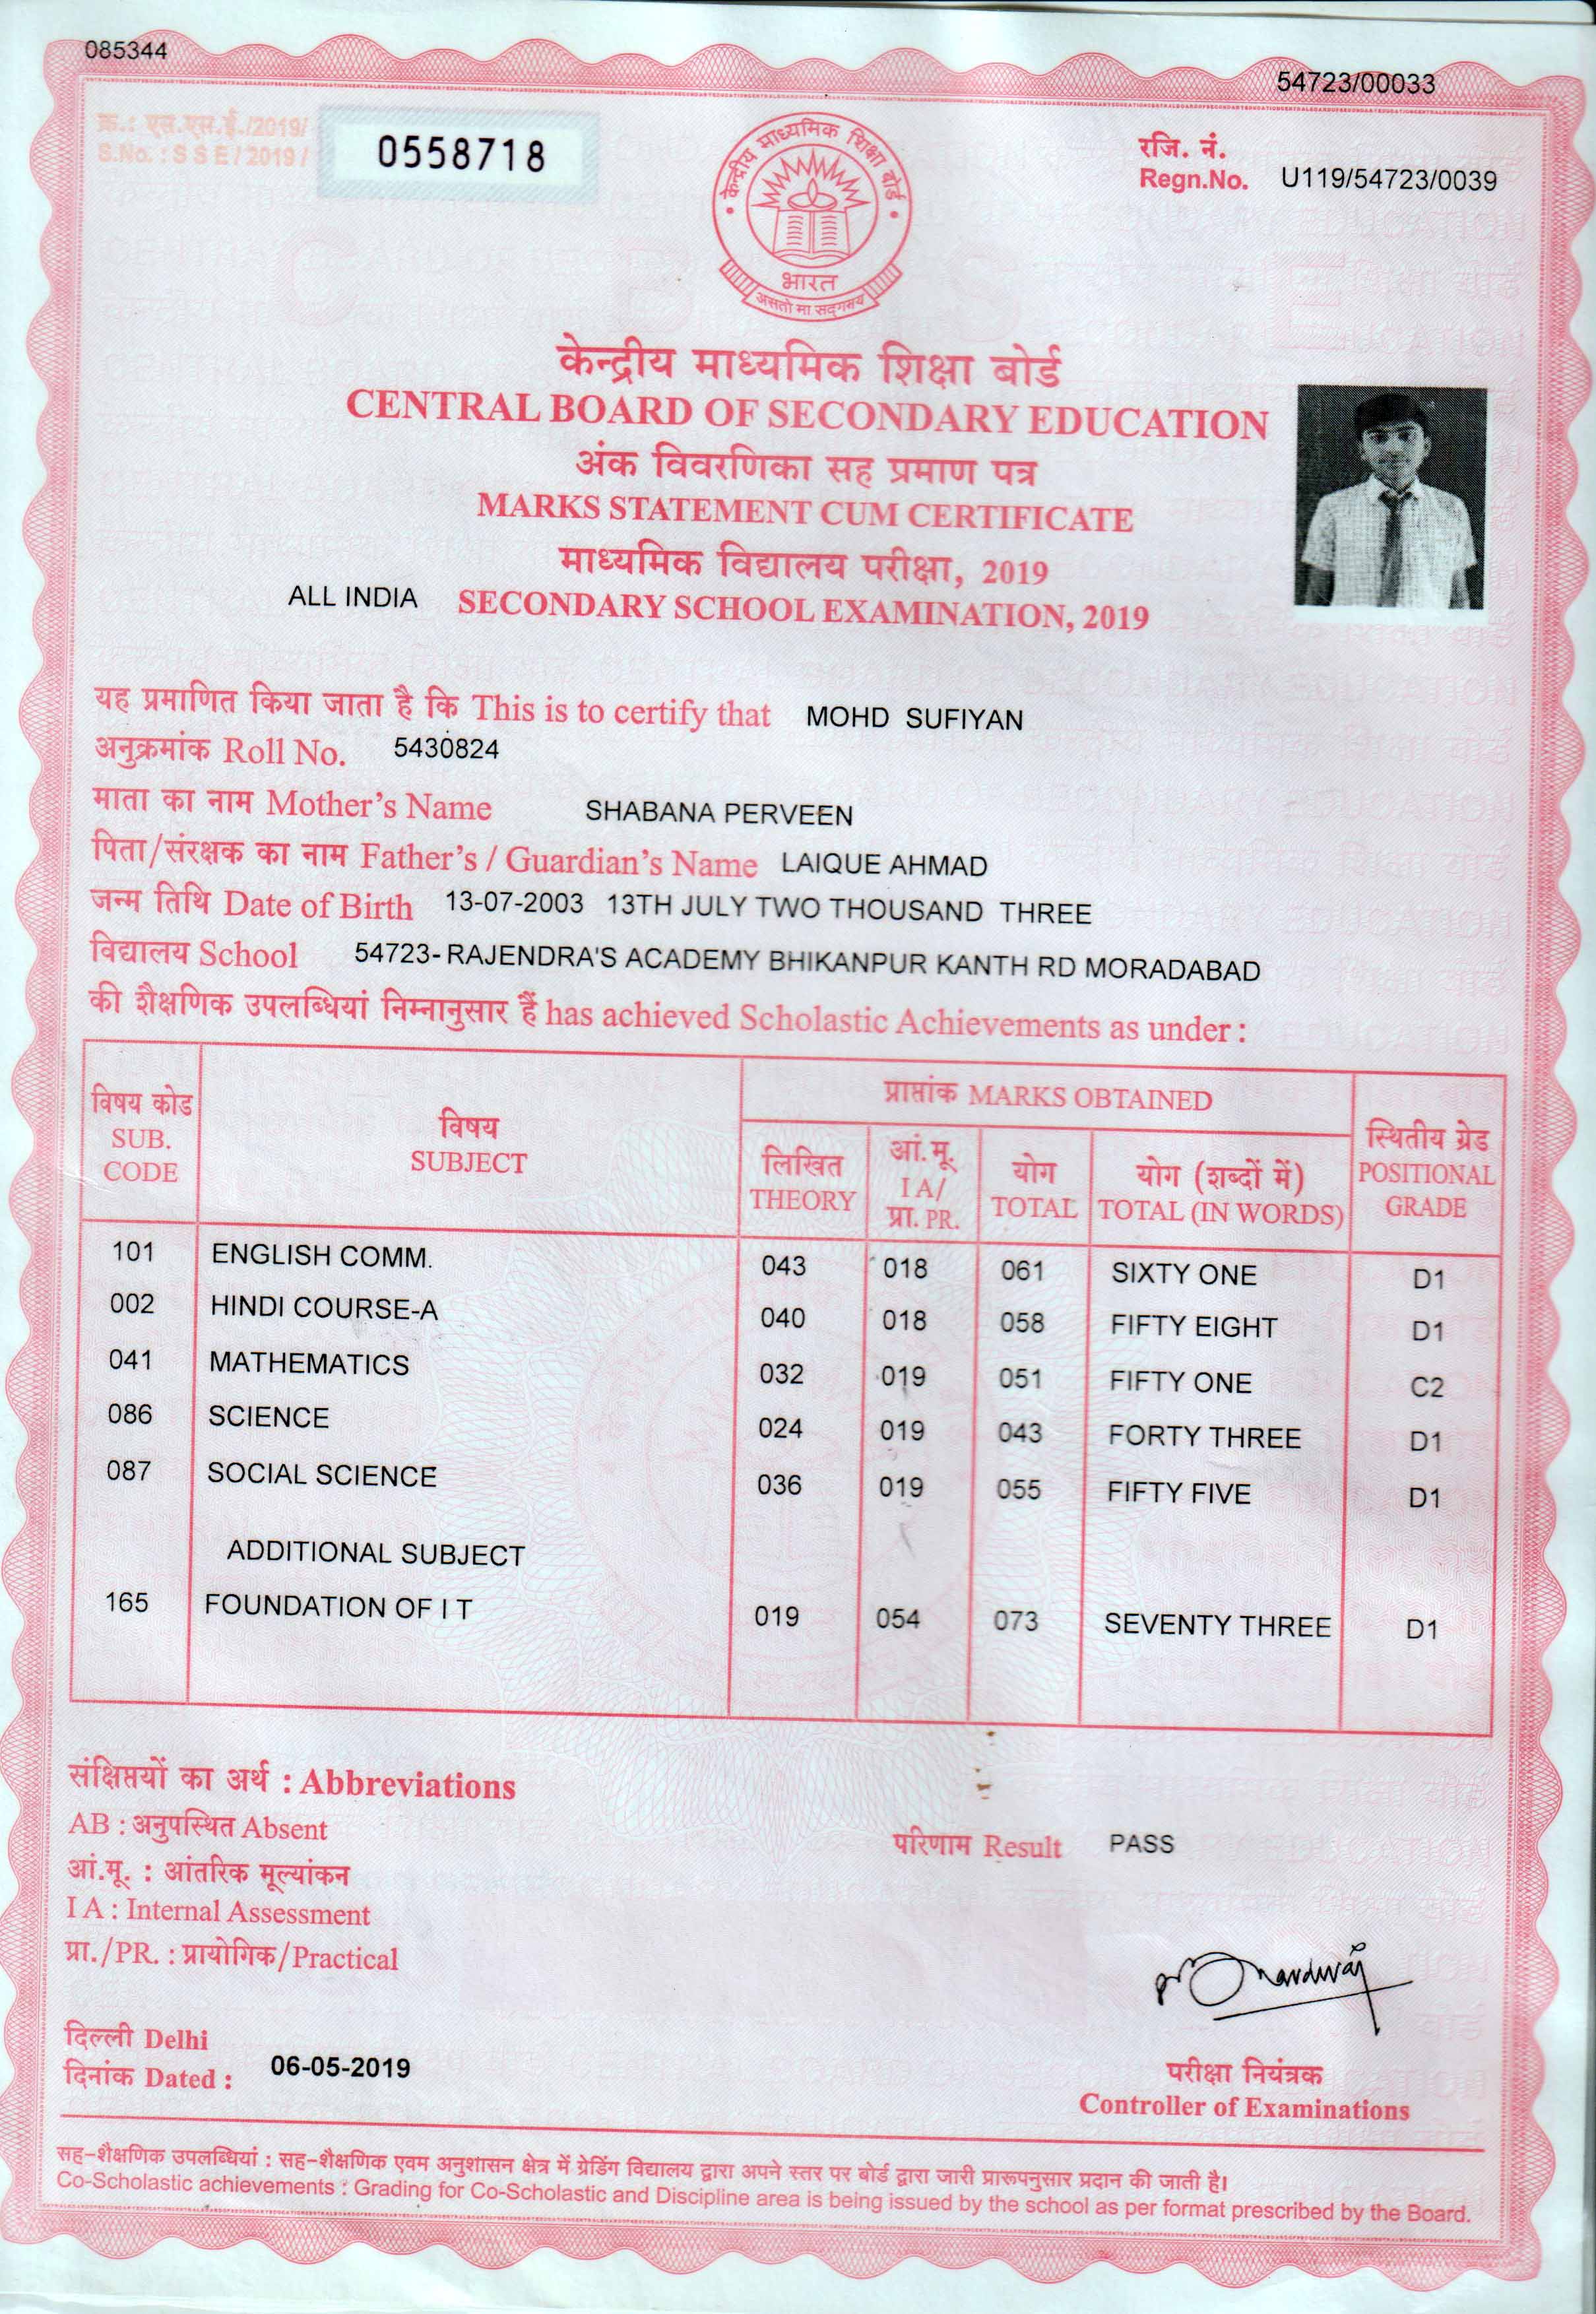 085344
54723/00033
क्र.: एस.एस.ई./2019/
S.No. : S S E / 2019 /
0558718
रजि. नं.
Regn.No. U119/54723/0039
केन्द्रीय माध्यमिक शिक्षा बोर्ड
भारत
असतो मा सद्गमय
केन्द्रीय माध्यमिक शिक्षा बोर्ड
CENTRAL BOARD OF SECONDARY EDUCATION
अंक विवरणिका सह प्रमाण पत्र
MARKS STATEMENT CUM CERTIFICATE
माध्यमिक विद्यालय परीक्षा, 2019
ALL INDIA SECONDARY SCHOOL EXAMINATION, 2019
यह प्रमाणित किया जाता है कि This is to certify that MOHD SUFIYAN
अनुक्रमांक Roll No. 5430824
माता का नाम Mother's Name SHABANA PERVEEN
पिता/संरक्षक का नाम Father's / Guardian's Name LAIQUE AHMAD
जन्म तिथि Date of Birth 13-07-2003 13TH JULY TWO THOUSAND THREE
विद्यालय School 54723- RAJENDRA'S ACADEMY BHIKANPUR KANTH RD MORADABAD
की शैक्षणिक उपलब्धियां निम्नानुसार हैं has achieved Scholastic Achievements as under :
विषय कोड SUB. CODE
विषय SUBJECT
प्राप्तांक MARKS OBTAINED
लिखित THEORY
आं.मू. I A/ प्रा. PR.
योग TOTAL
योग (शब्दों में) TOTAL (IN WORDS)
स्थितीय ग्रेड POSITIONAL GRADE
101 ENGLISH COMM. 043 018 061 SIXTY ONE D1
002 HINDI COURSE-A 040 018 058 FIFTY EIGHT D1
041 MATHEMATICS 032 019 051 FIFTY ONE C2
086 SCIENCE 024 019 043 FORTY THREE D1
087 SOCIAL SCIENCE 036 019 055 FIFTY FIVE D1
ADDITIONAL SUBJECT
165 FOUNDATION OF I T 019 054 073 SEVENTY THREE D1
संक्षिप्तयों का अर्थ : Abbreviations
AB : अनुपस्थित Absent
आं.मू. : आंतरिक मूल्यांकन
I A : Internal Assessment
प्रा./PR. : प्रायोगिक/Practical
परिणाम Result PASS
दिल्ली Delhi
दिनांक Dated : 06-05-2019
परीक्षा नियंत्रक
Controller of Examinations
सह-शैक्षणिक उपलब्धियां : सह-शैक्षणिक एवम अनुशासन क्षेत्र में ग्रेडिंग विद्यालय द्वारा अपने स्तर पर बोर्ड द्वारा जारी प्रारूपनुसार प्रदान की जाती है।
Co-Scholastic achievements : Grading for Co-Scholastic and Discipline area is being issued by the school as per format prescribed by the Board.